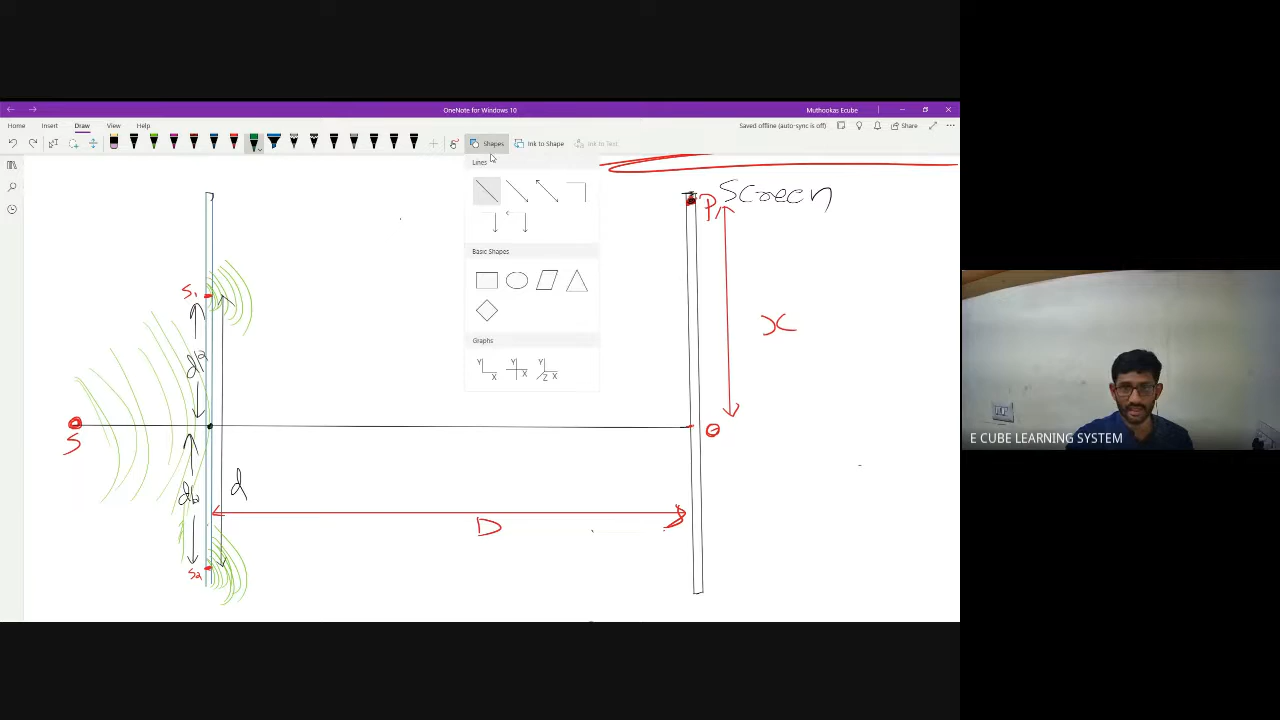 OneNote for Windows 10
Muthookas Ecube
Home Insert Draw View Help
Saved offline (auto-sync is off)
Share
Shapes
Ink to Shape
Ink to Text
Lines
Basic Shapes
Graphs
Y X Y X Y Z X
Screen
P
S1
d/2
x
S
O
d/2
d
D
S2
E CUBE LEARNING SYSTEM